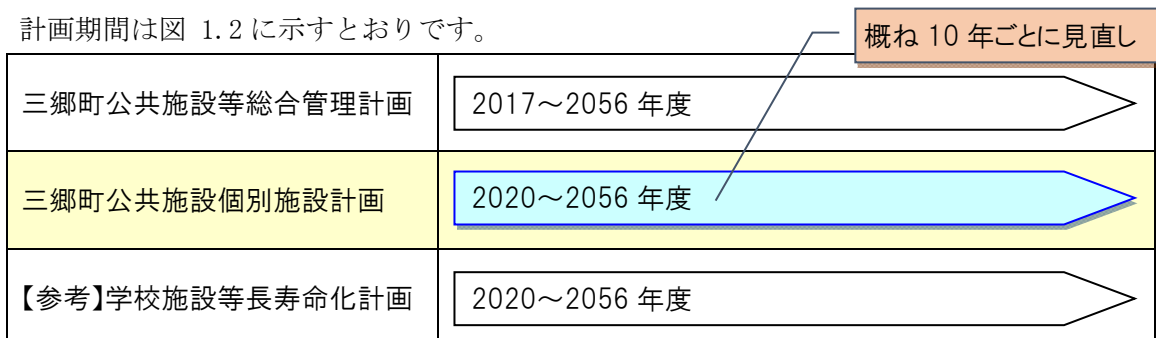 計画期間は図 1.2 に示すとおりです。
概ね 10 年ごとに見直し
三郷町公共施設等総合管理計画
2017～2056 年度
三郷町公共施設個別施設計画
2020～2056 年度
【参考】学校施設等長寿命化計画
2020～2056 年度